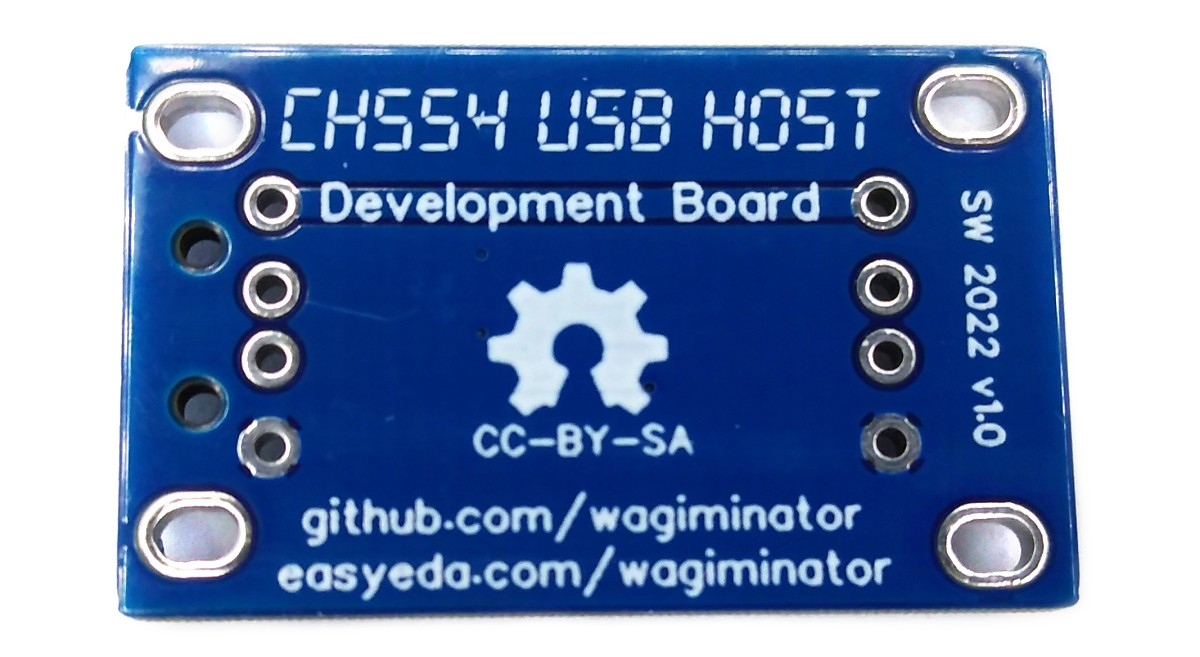 CH554 USB HOST
Development Board
SW 2022 v1.0
CC-BY-SA
github.com/wagiminator
easyeda.com/wagiminator